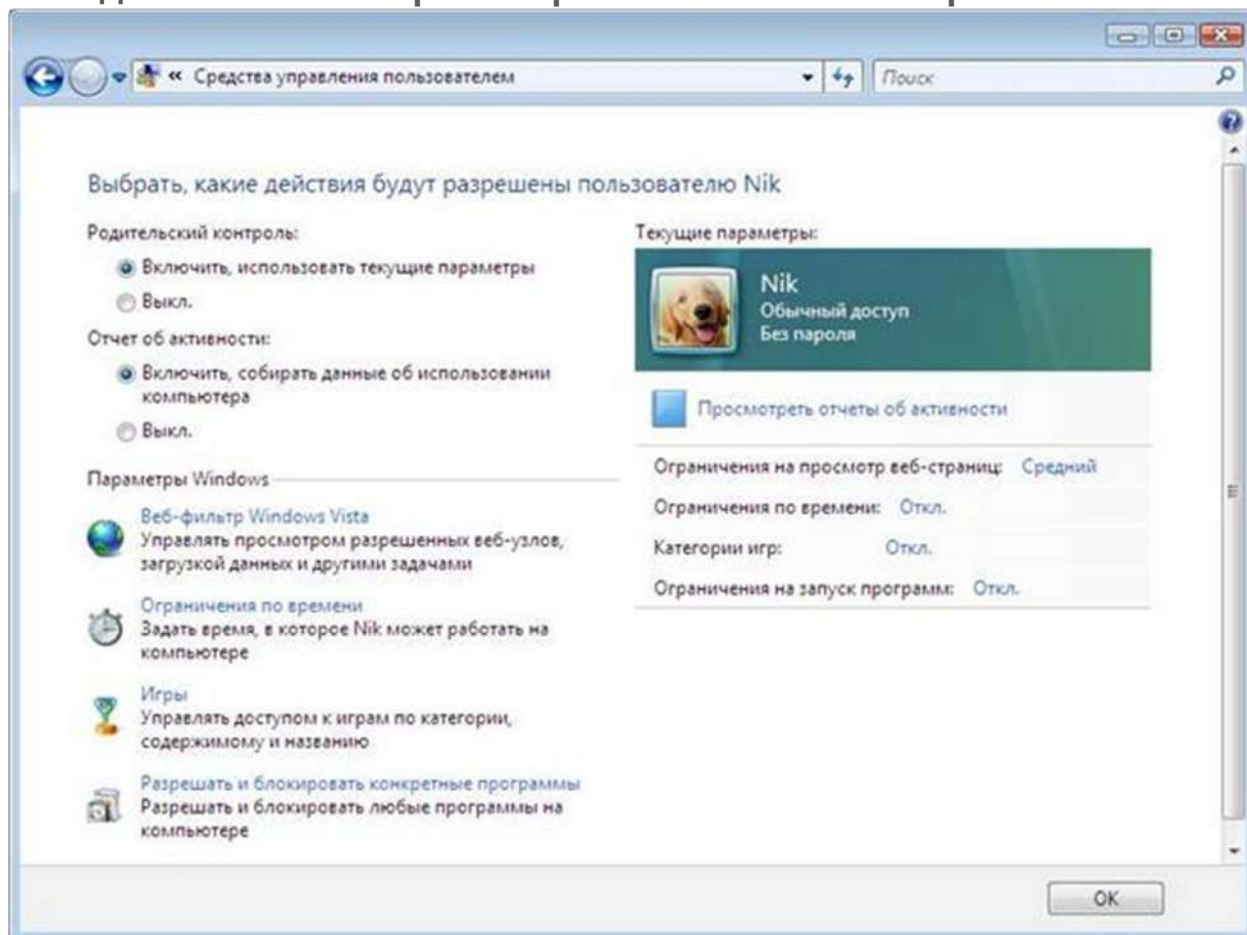 « Средства управления пользователем
Поиск
Выбрать, какие действия будут разрешены пользователю Nik
Родительский контроль:
Включить, использовать текущие параметры
Выкл.
Отчет об активности:
Включить, собирать данные об использовании
компьютера
Выкл.
Параметры Windows
Веб-фильтр Windows Vista
Управлять просмотром разрешенных веб-узлов,
загрузкой данных и другими задачами
Ограничения по времени
Задать время, в которое Nik может работать на
компьютере
Игры
Управлять доступом к играм по категории,
содержимому и названию
Разрешать и блокировать конкретные программы
Разрешать и блокировать любые программы на
компьютере
Текущие параметры:
Nik
Обычный доступ
Без пароля
Просмотреть отчеты об активности
Ограничения на просмотр веб-страниц: Средний
Ограничения по времени: Откл.
Категории игр: Откл.
Ограничения на запуск программ: Откл.
OK